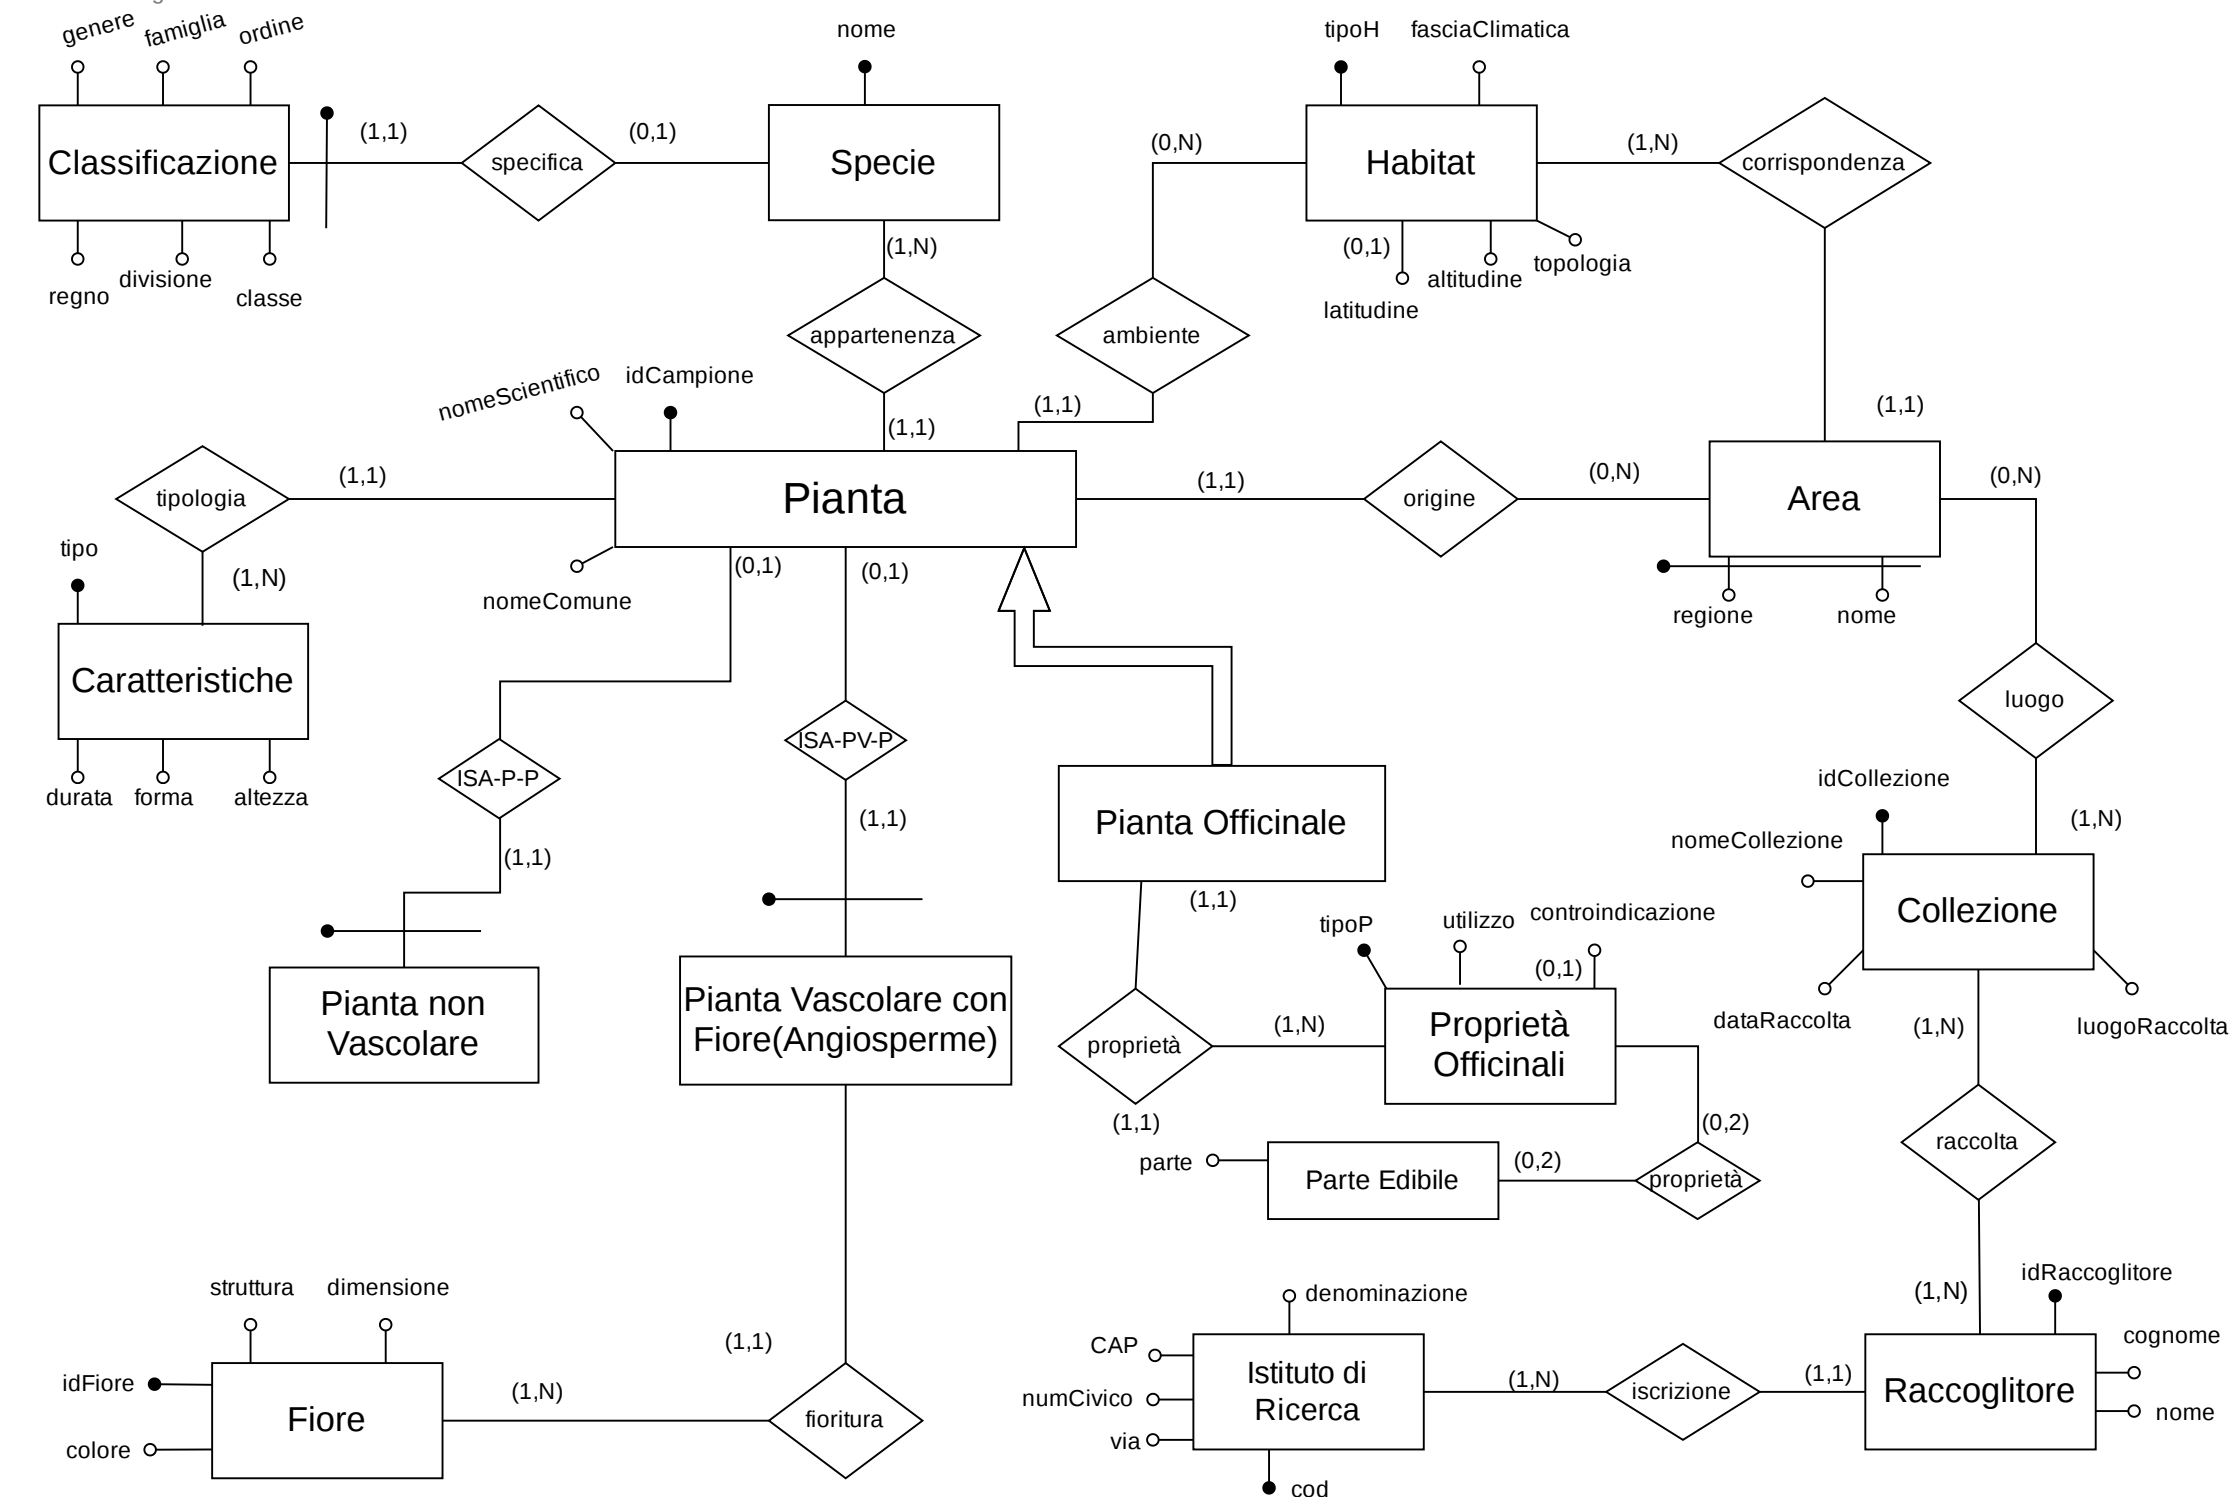 genere
famiglia
ordine
nome
tipoH
fasciaClimatica
Classificazione
(1,1)
specifica
(0,1)
Specie
(0,N)
Habitat
(1,N)
corrispondenza
regno
divisione
classe
(1,N)
(0,1)
latitudine
altitudine
topologia
appartenenza
ambiente
nomeScientifico
idCampione
(1,1)
(1,1)
(1,1)
tipologia
(1,1)
Pianta
(1,1)
origine
(0,N)
Area
(0,N)
tipo
(1,N)
nomeComune
(0,1)
(0,1)
regione
nome
Caratteristiche
luogo
durata
forma
altezza
ISA-P-P
ISA-PV-P
(1,1)
(1,1)
Pianta Officinale
idCollezione
(1,N)
nomeCollezione
Collezione
(1,1)
tipoP
utilizzo
controindicazione
(0,1)
Pianta non
Vascolare
Pianta Vascolare con
Fiore(Angiosperme)
proprietà
(1,N)
Proprietà
Officinali
dataRaccolta
(1,N)
luogoRaccolta
(1,1)
(0,2)
parte
Parte Edibile
(0,2)
proprietà
raccolta
struttura
dimensione
denominazione
(1,N)
idRaccoglitore
(1,1)
CAP
cognome
idFiore
(1,N)
numCivico
Istituto di
Ricerca
(1,N)
iscrizione
(1,1)
Raccoglitore
nome
Fiore
fioritura
colore
via
cod